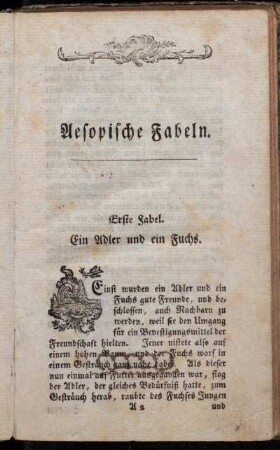 Aesopische Fabeln.
Erste Fabel.
Ein Adler und ein Fuchs.
Einst wurden ein Adler und ein
Fuchs gute Freunde, und be-
schlossen, auch Nachbarn zu
werden, weil sie den Umgang
für ein Bevestigungsmittel der
Freundschaft hielten. Jener nistete also auf
einem hohen Baum, und der Fuchs warf in
einem Gesträuch ganz nahe dabei. Als dieser
nun einmal auf Futter ausgegangen war, flog
der Adler, der gleiches Bedürfniß hatte, zum
Gesträuch herab, raubte des Fuchses Jungen
A 2 und